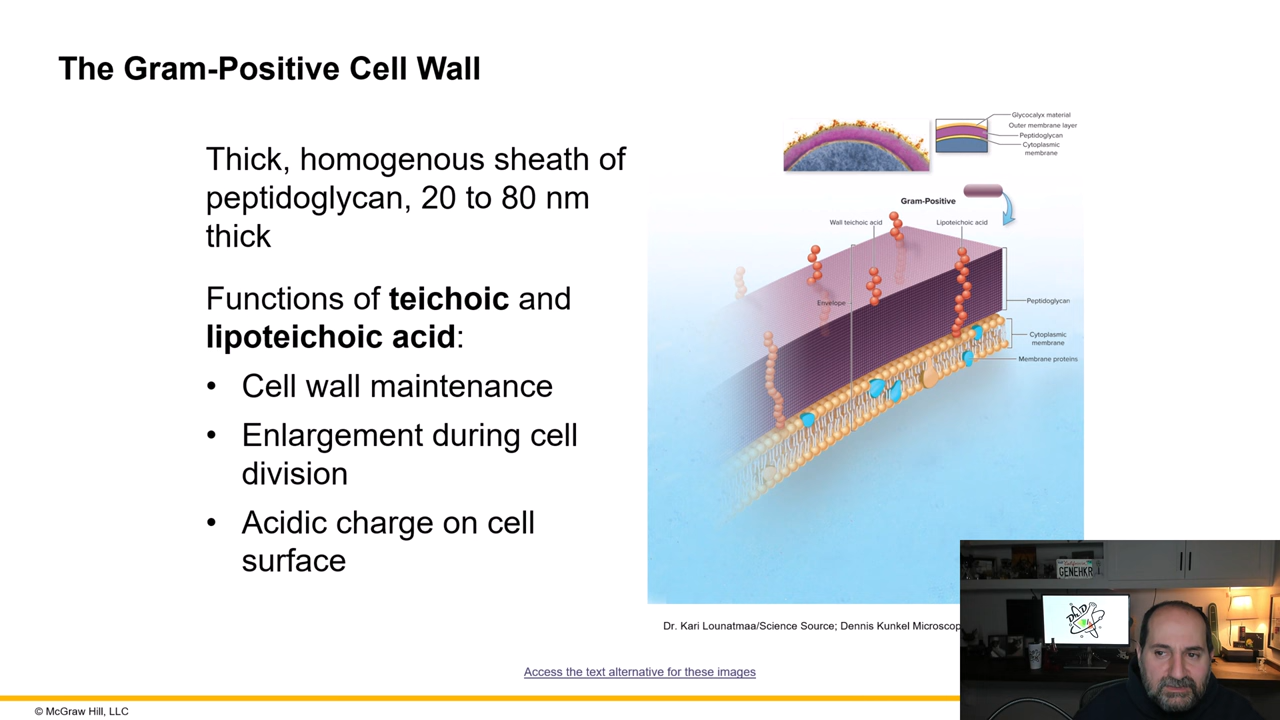 The Gram-Positive Cell Wall
Thick, homogenous sheath of
peptidoglycan, 20 to 80 nm
thick
Functions of teichoic and
lipoteichoic acid:
• Cell wall maintenance
• Enlargement during cell
division
• Acidic charge on cell
surface
Glycocalyx material
Outer membrane layer
Peptidoglycan
Cytoplasmic
membrane
Gram-Positive
Wall teichoic acid
Lipoteichoic acid
Envelope
Peptidoglycan
Cytoplasmic
membrane
Membrane proteins
Dr. Kari Lounatmaa/Science Source; Dennis Kunkel Microscop
Access the text alternative for these images
© McGraw Hill, LLC
GENEHKR